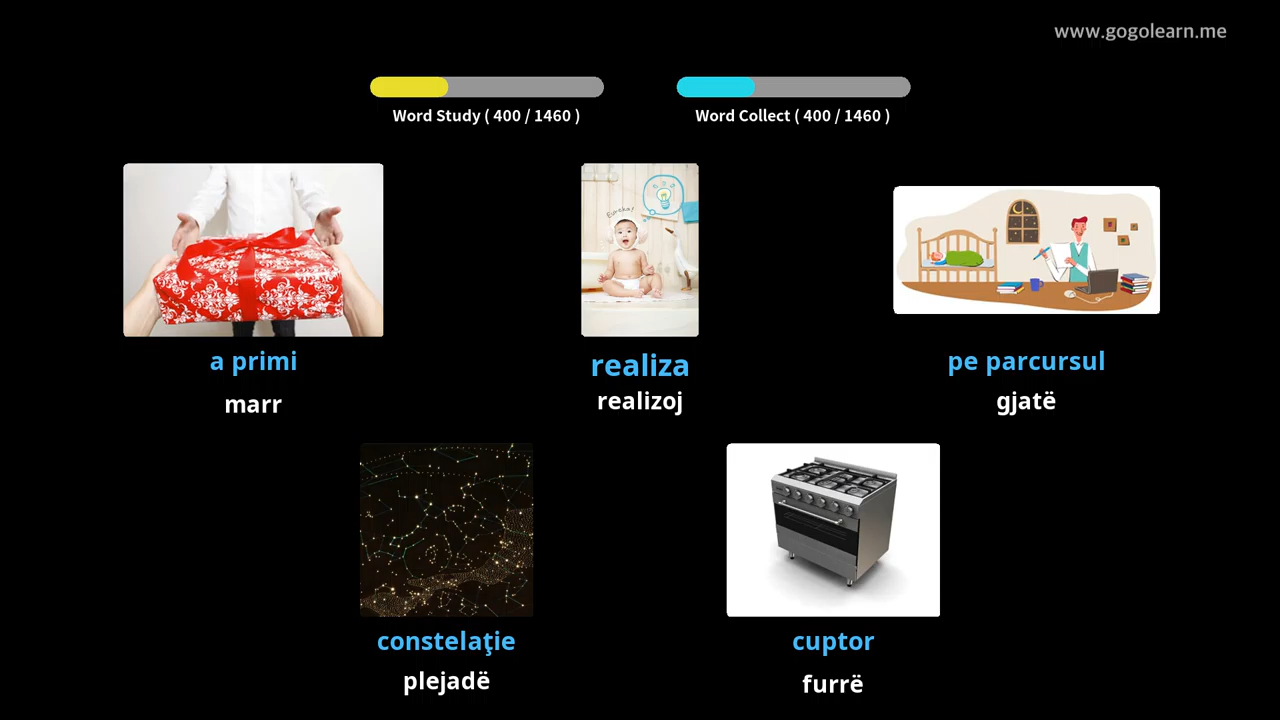 www.gogolearn.me
Word Study ( 400 / 1460 )
Word Collect ( 400 / 1460 )
Eureka!
a primi
realiza
pe parcursul
marr
realizoj
gjatë
constelaţie
cuptor
plejadë
furrë